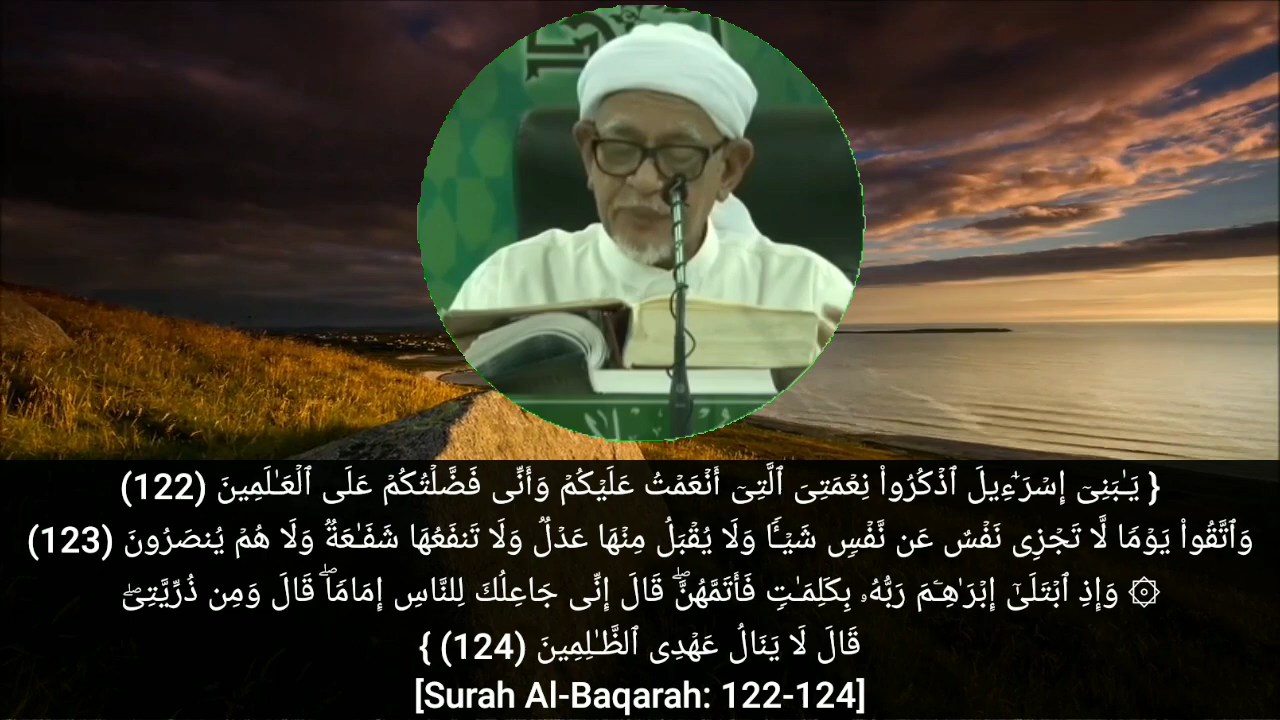 { يَـٰبَنِىٓ إِسْرَٰٓءِيلَ ٱذْكُرُوا۟ نِعْمَتِىَ ٱلَّتِىٓ أَنْعَمْتُ عَلَيْكُمْ وَأَنِّى فَضَّلْتُكُمْ عَلَى ٱلْعَـٰلَمِينَ (122)
وَٱتَّقُوا۟ يَوْمًا لَّا تَجْزِى نَفْسٌ عَن نَّفْسٍ شَيْـًٔا وَلَا يُقْبَلُ مِنْهَا عَدْلٌ وَلَا تَنفَعُهَا شَفَـٰعَةٌ وَلَا هُمْ يُنصَرُونَ (123)
۞ وَإِذِ ٱبْتَلَىٰٓ إِبْرَٰهِـۧمَ رَبُّهُۥ بِكَلِمَـٰتٍ فَأَتَمَّهُنَّ ۖ قَالَ إِنِّى جَاعِلُكَ لِلنَّاسِ إِمَامًا ۖ قَالَ وَمِن ذُرِّيَّتِى ۖ
قَالَ لَا يَنَالُ عَهْدِى ٱلظَّـٰلِمِينَ (124) }
[Surah Al-Baqarah: 122-124]